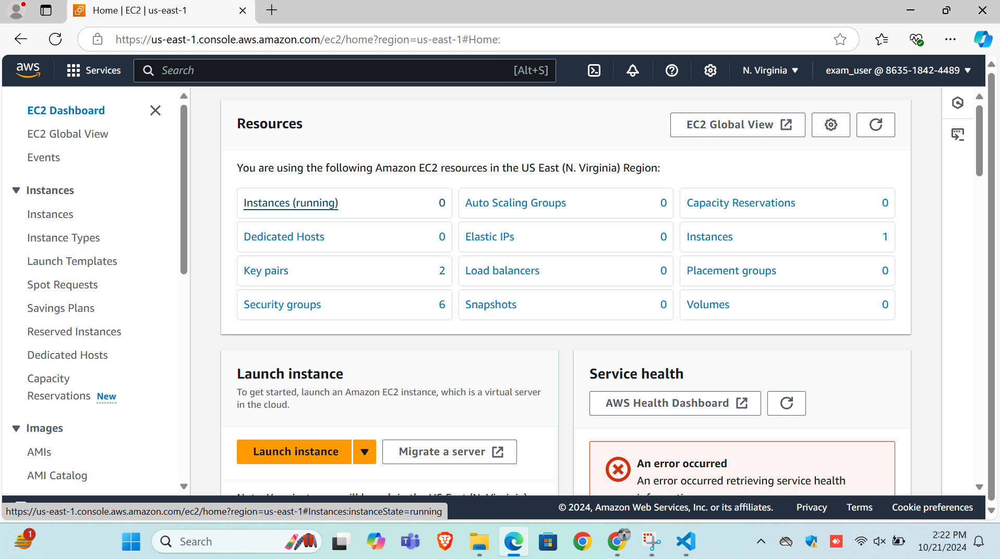 Home | EC2 | us-east-1
https://us-east-1.console.aws.amazon.com/ec2/home?region=us-east-1#Home:
aws
Services
Search
[Alt+S]
N. Virginia
exam_user @ 8635-1842-4489
EC2 Dashboard
EC2 Global View
Events
Instances
Instances
Instance Types
Launch Templates
Spot Requests
Savings Plans
Reserved Instances
Dedicated Hosts
Capacity
Reservations New
Images
AMIs
AMI Catalog
Resources
EC2 Global View
You are using the following Amazon EC2 resources in the US East (N. Virginia) Region:
Instances (running) 0
Auto Scaling Groups 0
Capacity Reservations 0
Dedicated Hosts 0
Elastic IPs 0
Instances 1
Key pairs 2
Load balancers 0
Placement groups 0
Security groups 6
Snapshots 0
Volumes 0
Launch instance
To get started, launch an Amazon EC2 instance, which is a virtual server
in the cloud.
Launch instance
Migrate a server
Service health
AWS Health Dashboard
An error occurred
An error occurred retrieving service health
https://us-east-1.console.aws.amazon.com/ec2/home?region=us-east-1#Instances:instanceState=running
© 2024, Amazon Web Services, Inc. or its affiliates.
Privacy
Terms
Cookie preferences
1
Search
2:22 PM
10/21/2024